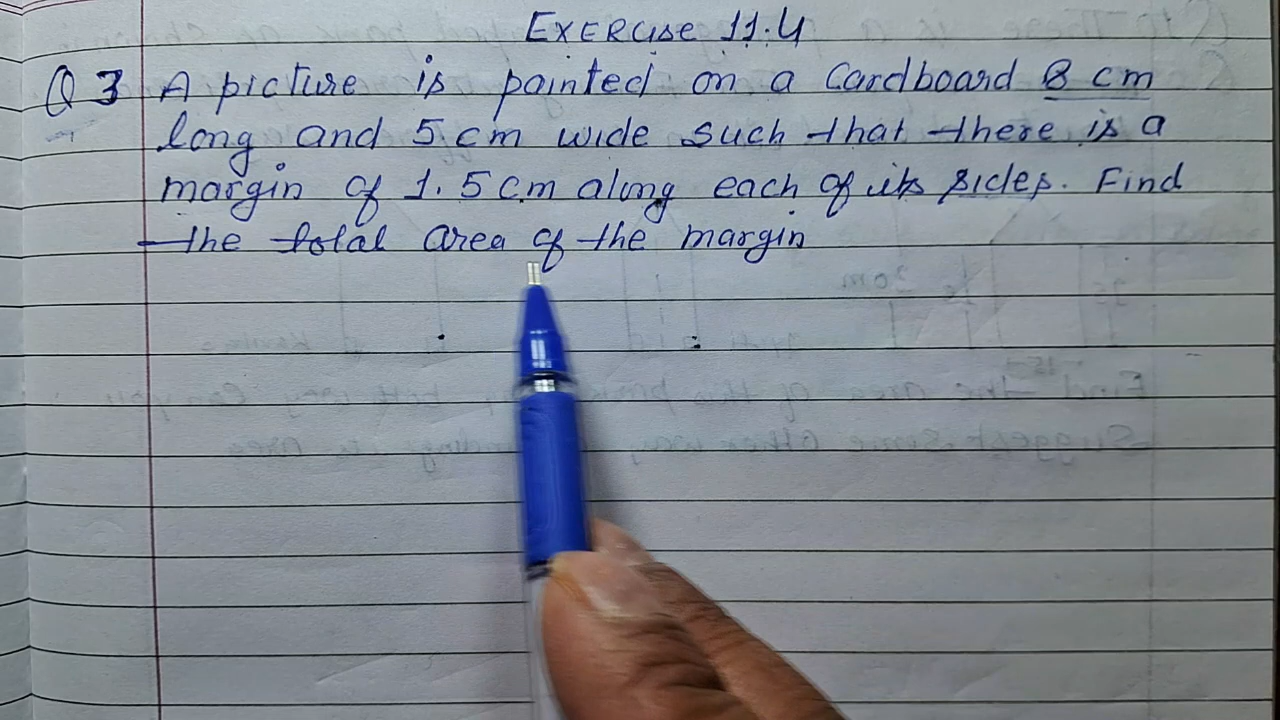 EXERCISE 11.4
Q 3 A picture is painted on a Cardboard 8 cm
long and 5 cm wide such that there is a
margin of 1.5 cm along each of its sides. Find
the total area of the margin